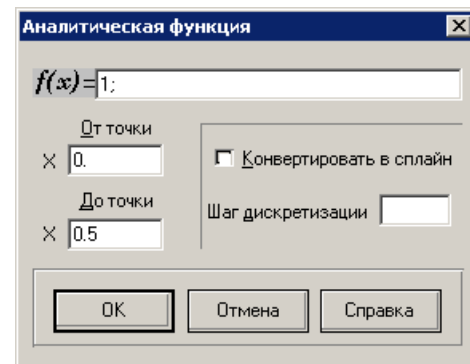 Аналитическая функция
f(x)= 1;
От точки
X 0.
Конвертировать в сплайн
До точки
Шаг дискретизации
X 0.5
OK Отмена Справка